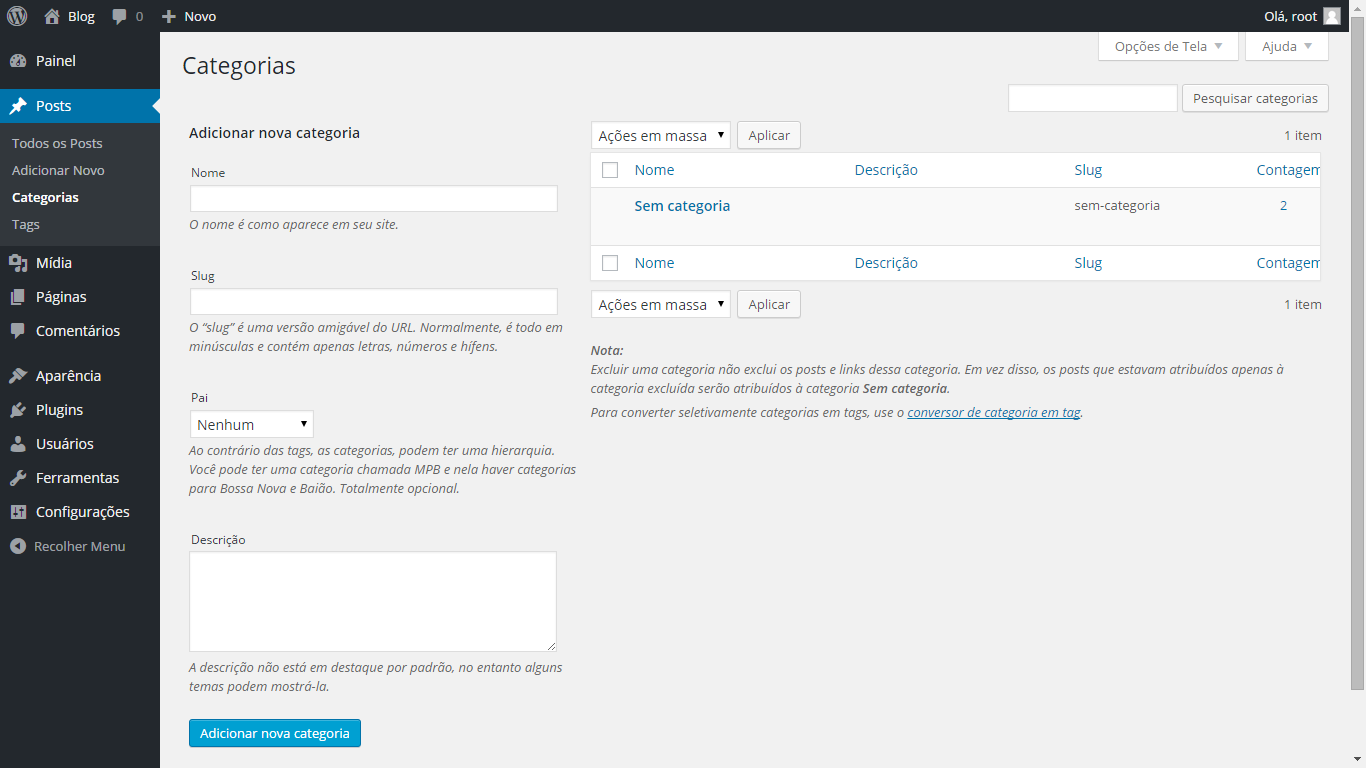 Blog 0 Novo
Olá, root
Painel
Posts
Todos os Posts
Adicionar Novo
Categorias
Tags
Mídia
Páginas
Comentários
Aparência
Plugins
Usuários
Ferramentas
Configurações
Recolher Menu
Opções de Tela
Ajuda
Categorias
Pesquisar categorias
Adicionar nova categoria
Nome
O nome é como aparece em seu site.
Slug
O “slug” é uma versão amigável do URL. Normalmente, é todo em
minúsculas e contém apenas letras, números e hífens.
Pai
Nenhum
Ao contrário das tags, as categorias, podem ter uma hierarquia.
Você pode ter uma categoria chamada MPB e nela haver categorias
para Bossa Nova e Baião. Totalmente opcional.
Descrição
A descrição não está em destaque por padrão, no entanto alguns
temas podem mostrá-la.
Adicionar nova categoria
Ações em massa Aplicar 1 item
Nome Descrição Slug Contagem
Sem categoria sem-categoria 2
Nome Descrição Slug Contagem
Ações em massa Aplicar 1 item
Nota:
Excluir uma categoria não exclui os posts e links dessa categoria. Em vez disso, os posts que estavam atribuídos apenas à
categoria excluída serão atribuídos à categoria Sem categoria.
Para converter seletivamente categorias em tags, use o conversor de categoria em tag.